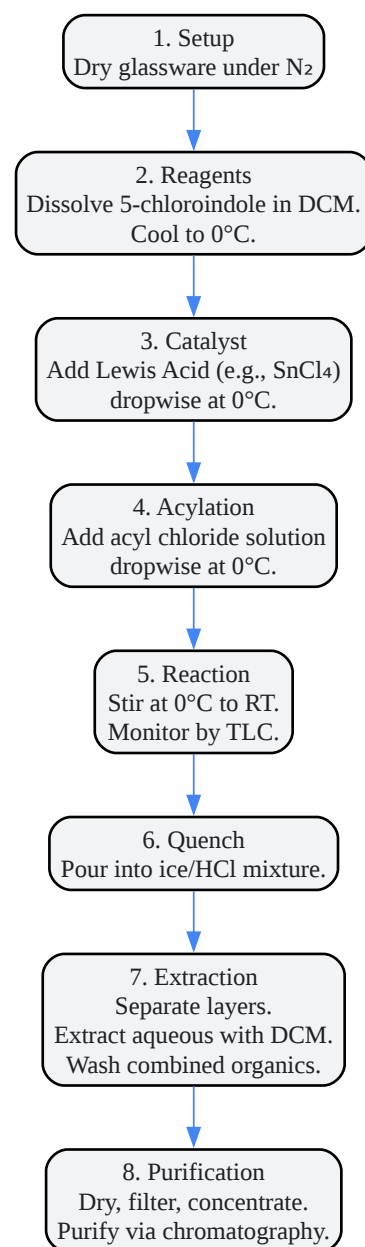 1. Setup
Dry glassware under N₂
2. Reagents
Dissolve 5-chloroindole in DCM.
Cool to 0°C.
3. Catalyst
Add Lewis Acid (e.g., SnCl₄)
dropwise at 0°C.
4. Acylation
Add acyl chloride solution
dropwise at 0°C.
5. Reaction
Stir at 0°C to RT.
Monitor by TLC.
6. Quench
Pour into ice/HCl mixture.
7. Extraction
Separate layers.
Extract aqueous with DCM.
Wash combined organics.
8. Purification
Dry, filter, concentrate.
Purify via chromatography.